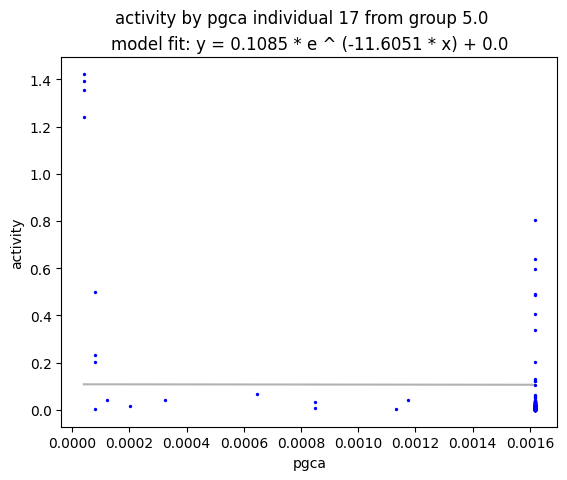 activity by pgca individual 17 from group 5.0
model fit: y = 0.1085 * e ^ (-11.6051 * x) + 0.0
1.4
1.2
1.0
0.8
0.6
0.4
0.2
0.0
activity
0.0000 0.0002 0.0004 0.0006 0.0008 0.0010 0.0012 0.0014 0.0016
pgca